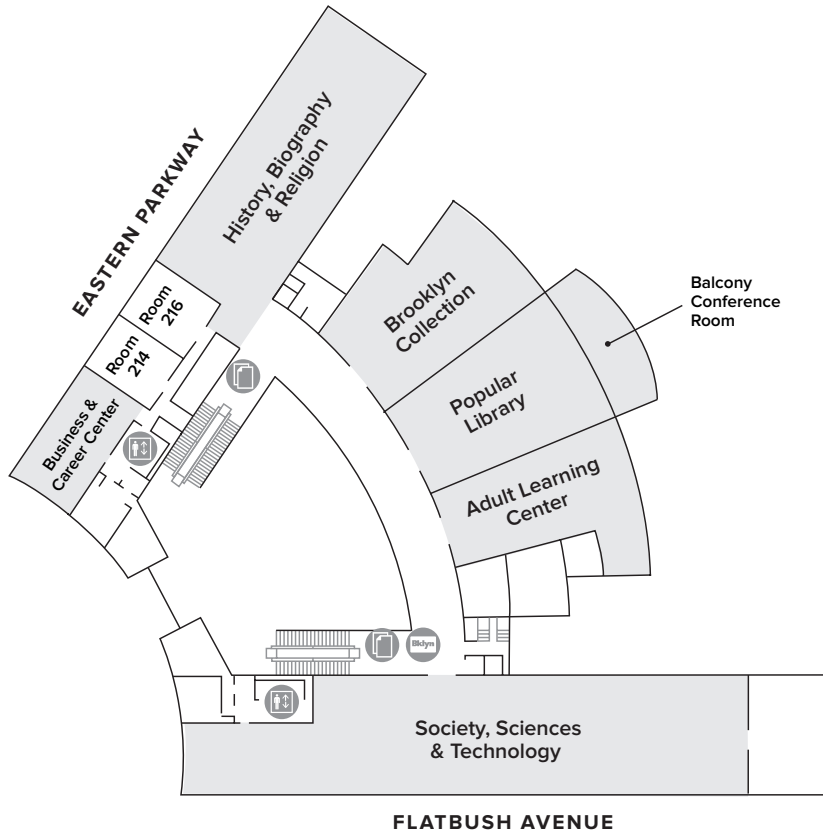 EASTERN PARKWAY
History, Biography
& Religion
Room
216
Room
214
Business &
Career Center
Brooklyn
Collection
Popular
Library
Balcony
Conference
Room
Adult Learning
Center
Bklyn
Society, Sciences
& Technology
FLATBUSH AVENUE